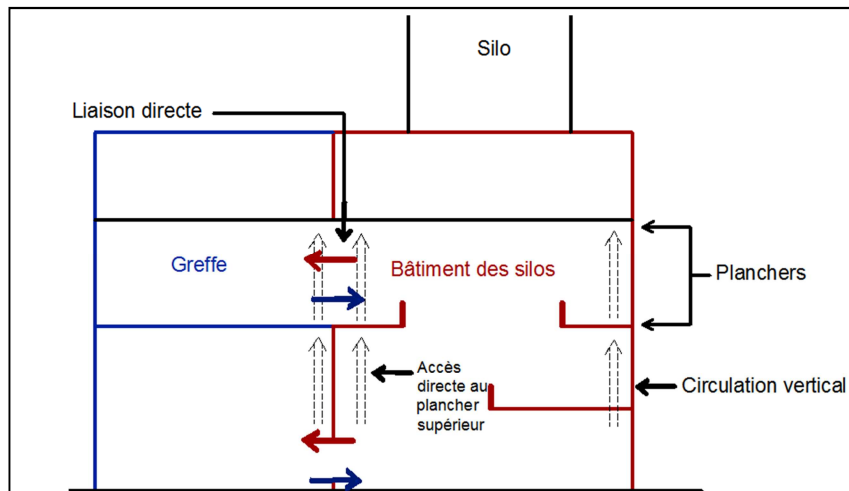 Silo
Liaison directe
Greffe
Bâtiment des silos
Planchers
Accès
directe au
plancher
supérieur
Circulation vertical